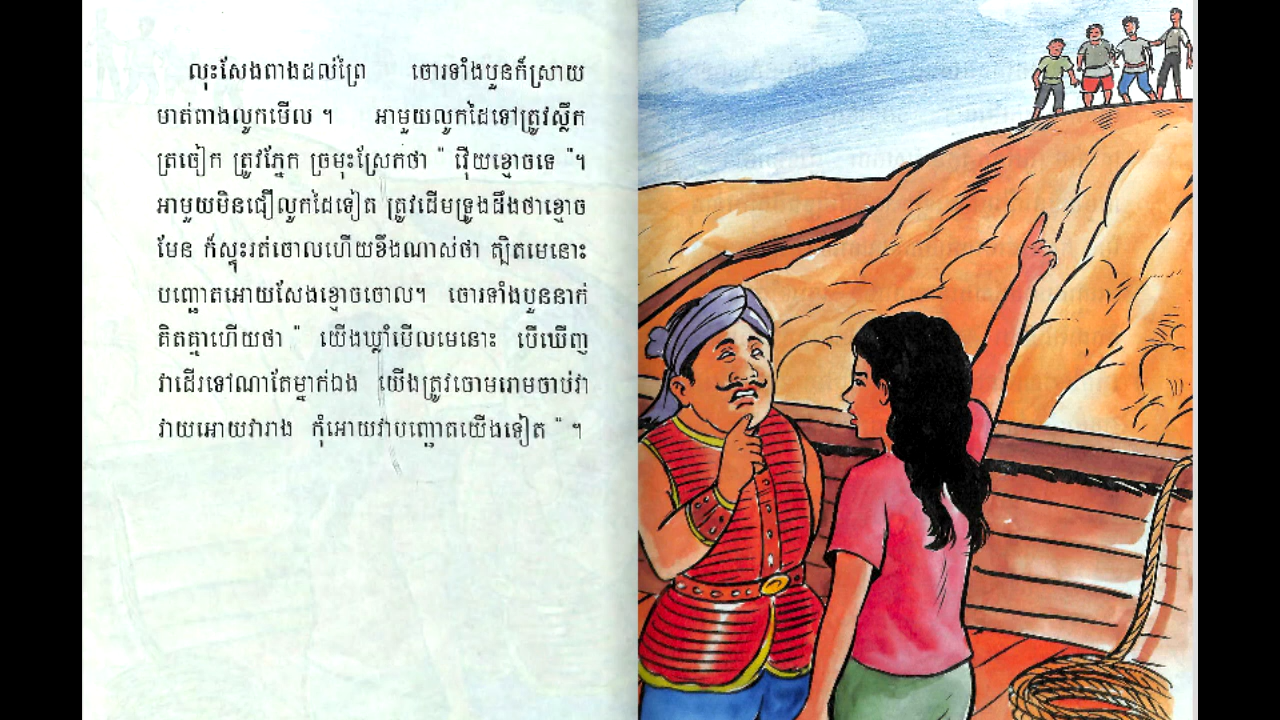 លុះសែងពាងដល់ព្រៃ ចោរទាំងបួនក៏ស្រាយ
មាត់ពាងលូកមើល ។ អាមួយលូកដៃទៅត្រូវស្លឹក
ត្រចៀក ត្រូវភ្នែក ច្រមុះស្រែកថា " វ៉ើយខ្មោចទេ "។
អាមួយមិនជឿលូកដៃទៀត ត្រូវដើមទ្រូងដឹងថាខ្មោច
មែន ក៏ស្ទុះរត់ចោលហើយខឹងណាស់ថា ត្បិតមេនោះ
បញ្ឆោតអោយសែងខ្មោចចោល។ ចោរទាំងបួននាក់
គិតគ្នាហើយថា " យើងឃ្លាំមើលមេនោះ បើឃើញ
វាដើរទៅណាតែម្នាក់ឯង យើងត្រូវចោមរោមចាប់វា
វាយអោយវារាង កុំអោយវាបញ្ឆោតយើងទៀត " ។